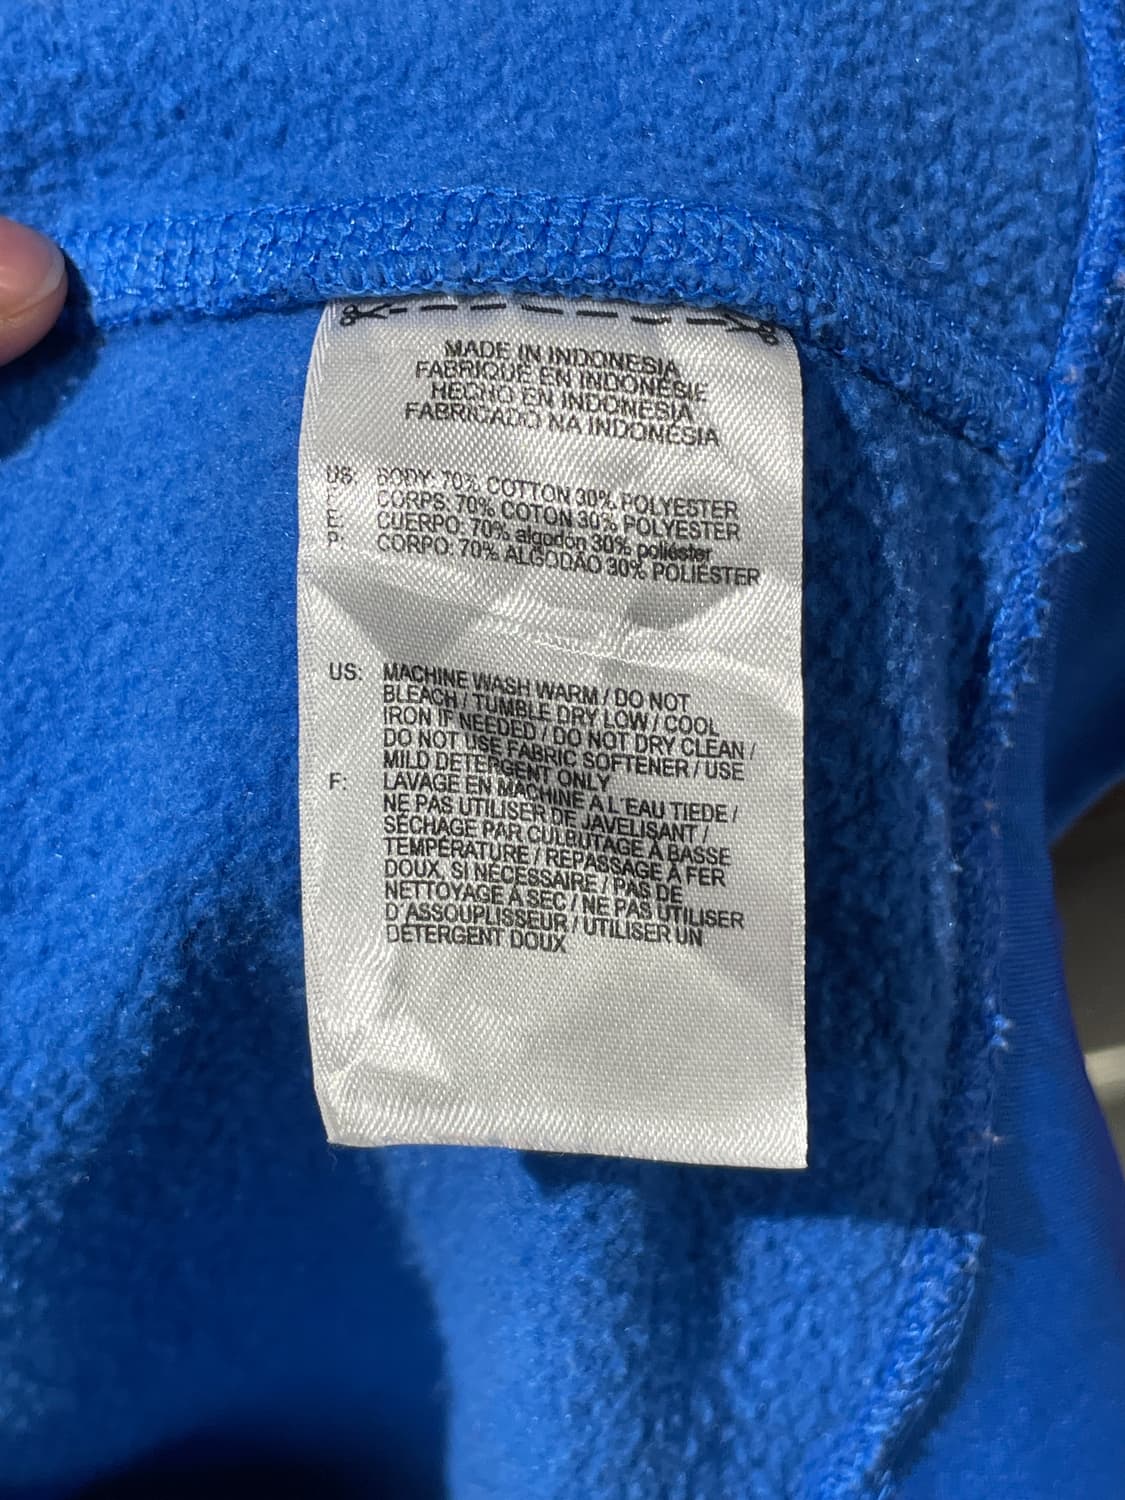 MADE IN INDONESIA
FABRIQUÉ EN INDONÉSIE
HECHO EN INDONESIA
FABRICADO NA INDONÉSIA
US: BODY: 70% COTTON 30% POLYESTER
F: CORPS: 70% COTON 30% POLYESTER
E: CUERPO: 70% algodón 30% poliéster
P: CORPO: 70% ALGODÃO 30% POLIÉSTER
US: MACHINE WASH WARM / DO NOT
BLEACH / TUMBLE DRY LOW / COOL
IRON IF NEEDED / DO NOT DRY CLEAN /
DO NOT USE FABRIC SOFTENER / USE
MILD DETERGENT ONLY
F: LAVAGE EN MACHINE A L'EAU TIEDE /
NE PAS UTILISER DE JAVELISANT /
SÉCHAGE PAR CULBUTAGE À BASSE
TEMPÉRATURE / REPASSAGE À FER
DOUX, SI NÉCESSAIRE / PAS DE
NETTOYAGE À SEC / NE PAS UTILISER
D'ASSOUPLISSEUR / UTILISER UN
DÉTERGENT DOUX